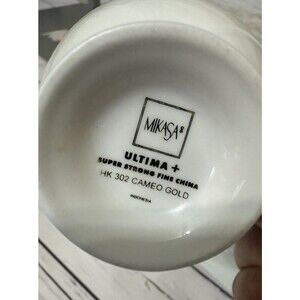 MIKASA®
ULTIMA +
SUPER STRONG FINE CHINA
HK 302 CAMEO GOLD
INDONESIA